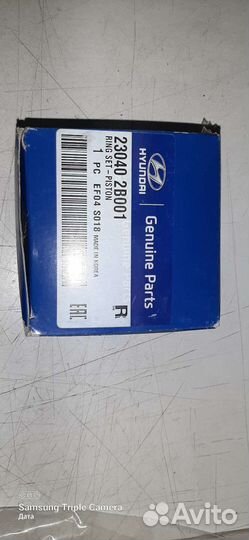 HYUNDAI
Genuine Parts
23040 2B001
RING SET-PISTON
1 PC EF04 S018 MADE IN KOREA
R
EAC
Samsung Triple Camera
Дата
Avito